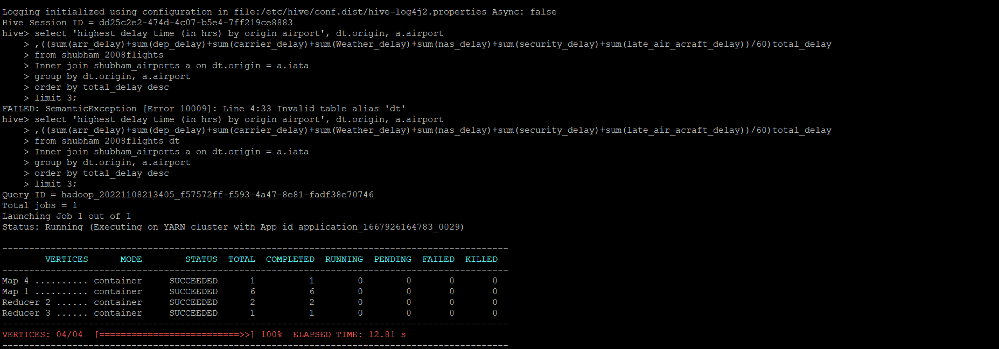 Logging initialized using configuration in file:/etc/hive/conf.dist/hive-log4j2.properties Async: false
Hive Session ID = dd25c2e2-474d-4c07-b5e4-7ff219ce8883
hive> select 'highest delay time (in hrs) by origin airport', dt.origin, a.airport
    > ,((sum(arr_delay)+sum(dep_delay)+sum(carrier_delay)+sum(Weather_delay)+sum(nas_delay)+sum(security_delay)+sum(late_air_acraft_delay))/60)total_delay
    > from shubham_2008flights
    > Inner join shubham_airports a on dt.origin = a.iata
    > group by dt.origin, a.airport
    > order by total_delay desc
    > limit 3;
FAILED: SemanticException [Error 10009]: Line 4:33 Invalid table alias 'dt'
hive> select 'highest delay time (in hrs) by origin airport', dt.origin, a.airport
    > ,((sum(arr_delay)+sum(dep_delay)+sum(carrier_delay)+sum(Weather_delay)+sum(nas_delay)+sum(security_delay)+sum(late_air_acraft_delay))/60)total_delay
    > from shubham_2008flights dt
    > Inner join shubham_airports a on dt.origin = a.iata
    > group by dt.origin, a.airport
    > order by total_delay desc
    > limit 3;
Query ID = hadoop_20221108213405_f57572ff-f593-4a47-8e81-fadf38e70746
Total jobs = 1
Launching Job 1 out of 1
Status: Running (Executing on YARN cluster with App id application_1667926164783_0029)

----------------------------------------------------------------------------------------------
        VERTICES      MODE        STATUS  TOTAL  COMPLETED  RUNNING  PENDING  FAILED  KILLED
----------------------------------------------------------------------------------------------
Map 4 .......... container     SUCCEEDED      1          1        0        0       0       0
Map 1 .......... container     SUCCEEDED      6          6        0        0       0       0
Reducer 2 ...... container     SUCCEEDED      2          2        0        0       0       0
Reducer 3 ...... container     SUCCEEDED      1          1        0        0       0       0
----------------------------------------------------------------------------------------------
VERTICES: 04/04  [==========================>>] 100%  ELAPSED TIME: 12.81 s
----------------------------------------------------------------------------------------------